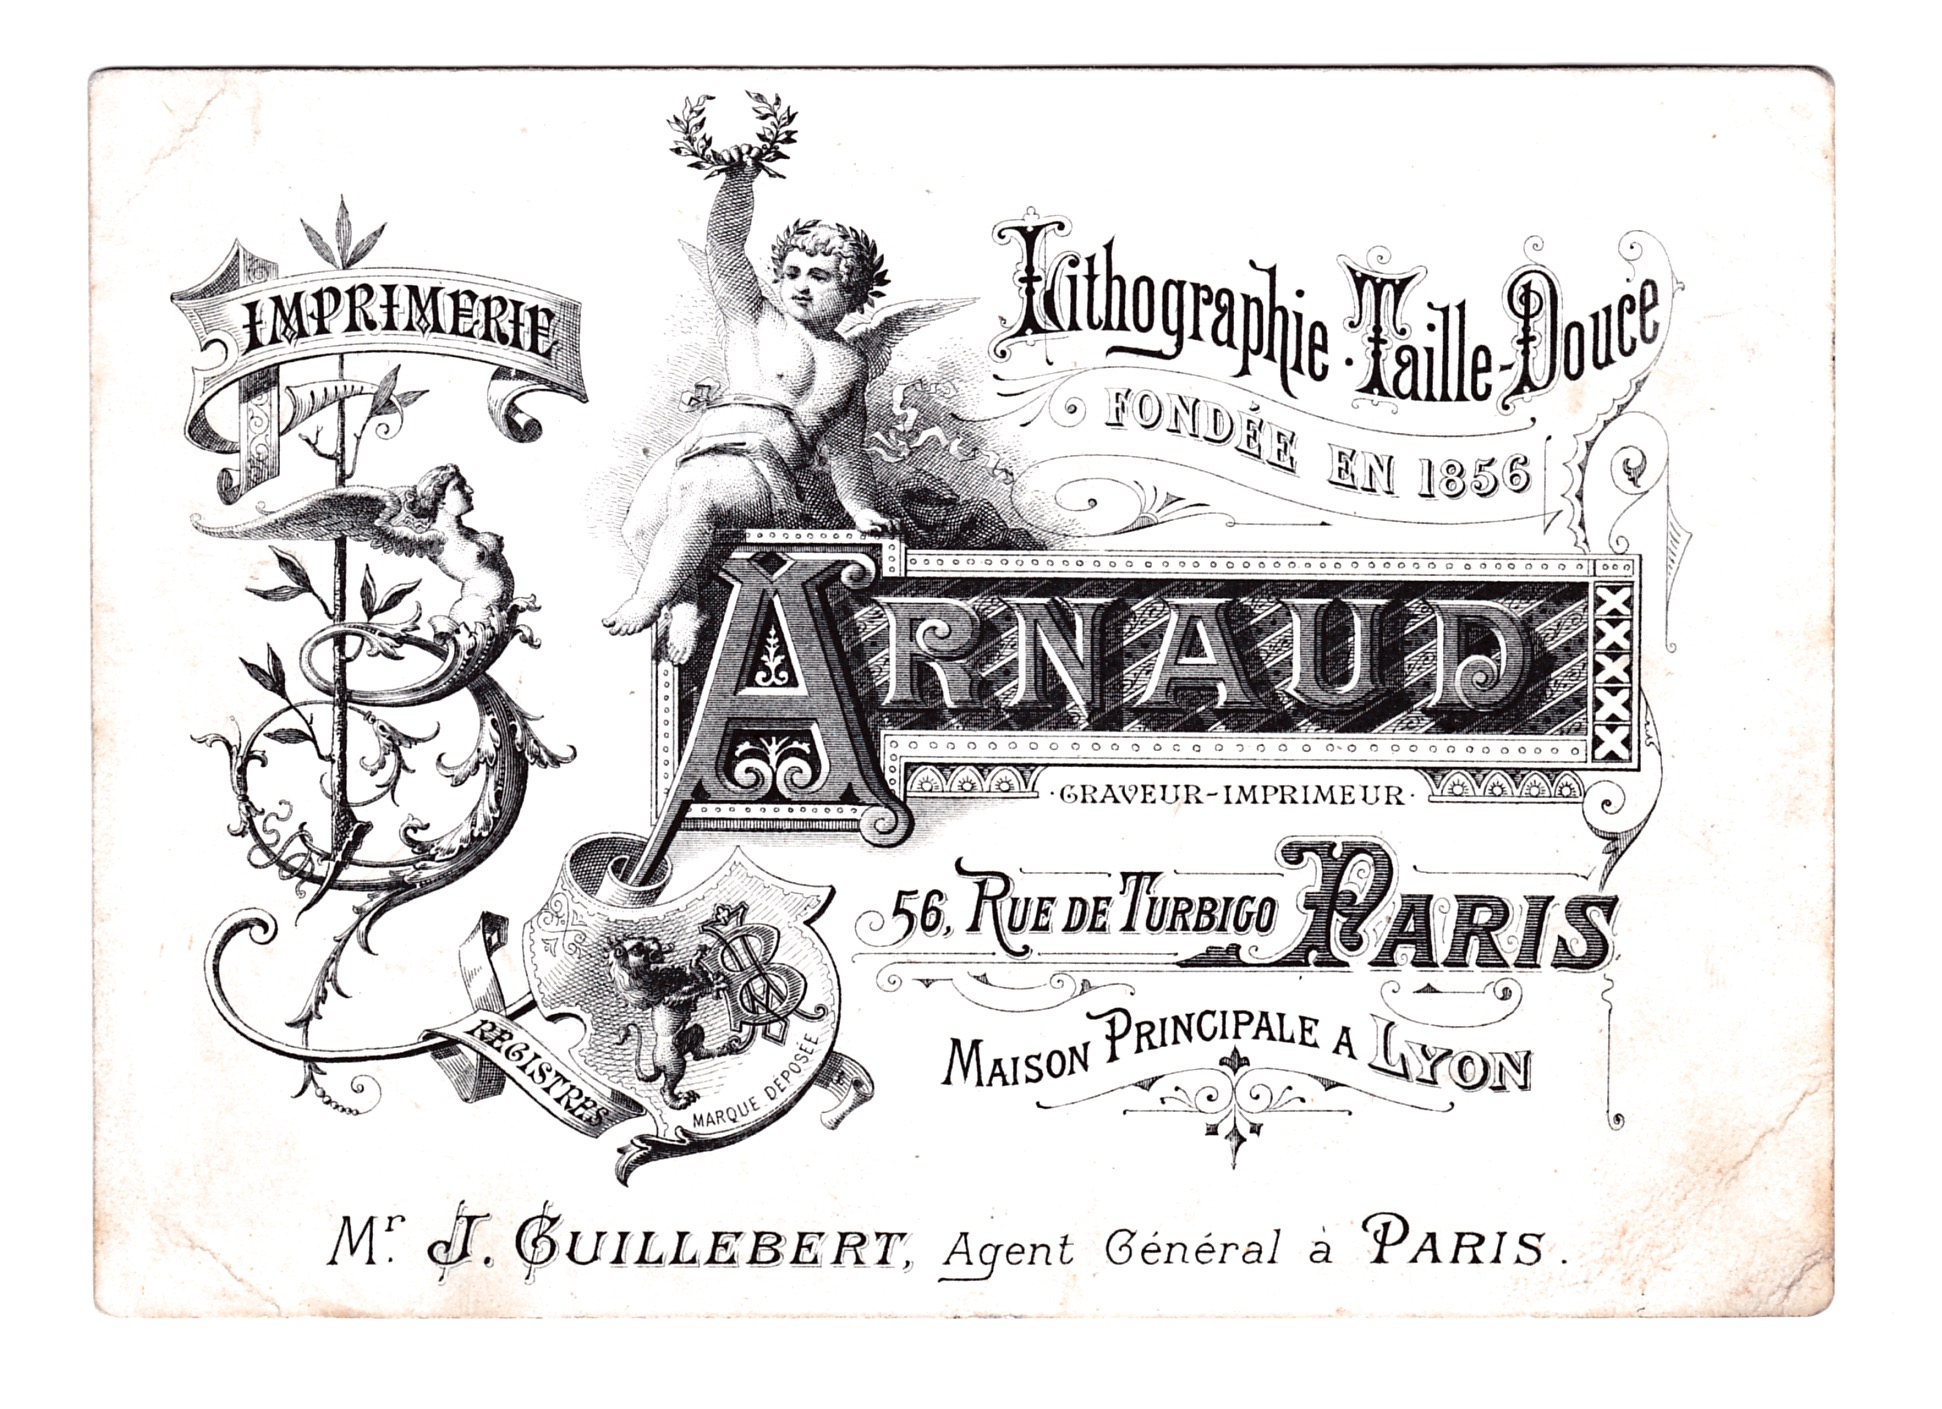 IMPRIMERIE
Lithographie · Taille-Douce
FONDÉE EN 1856
B ARNAUD
· GRAVEUR-IMPRIMEUR ·
56, RUE DE TURBIGO PARIS
MAISON PRINCIPALE A LYON
REGISTRES
MARQUE DEPOSÉE
Mr. J. GUILLEBERT, Agent Général à PARIS.